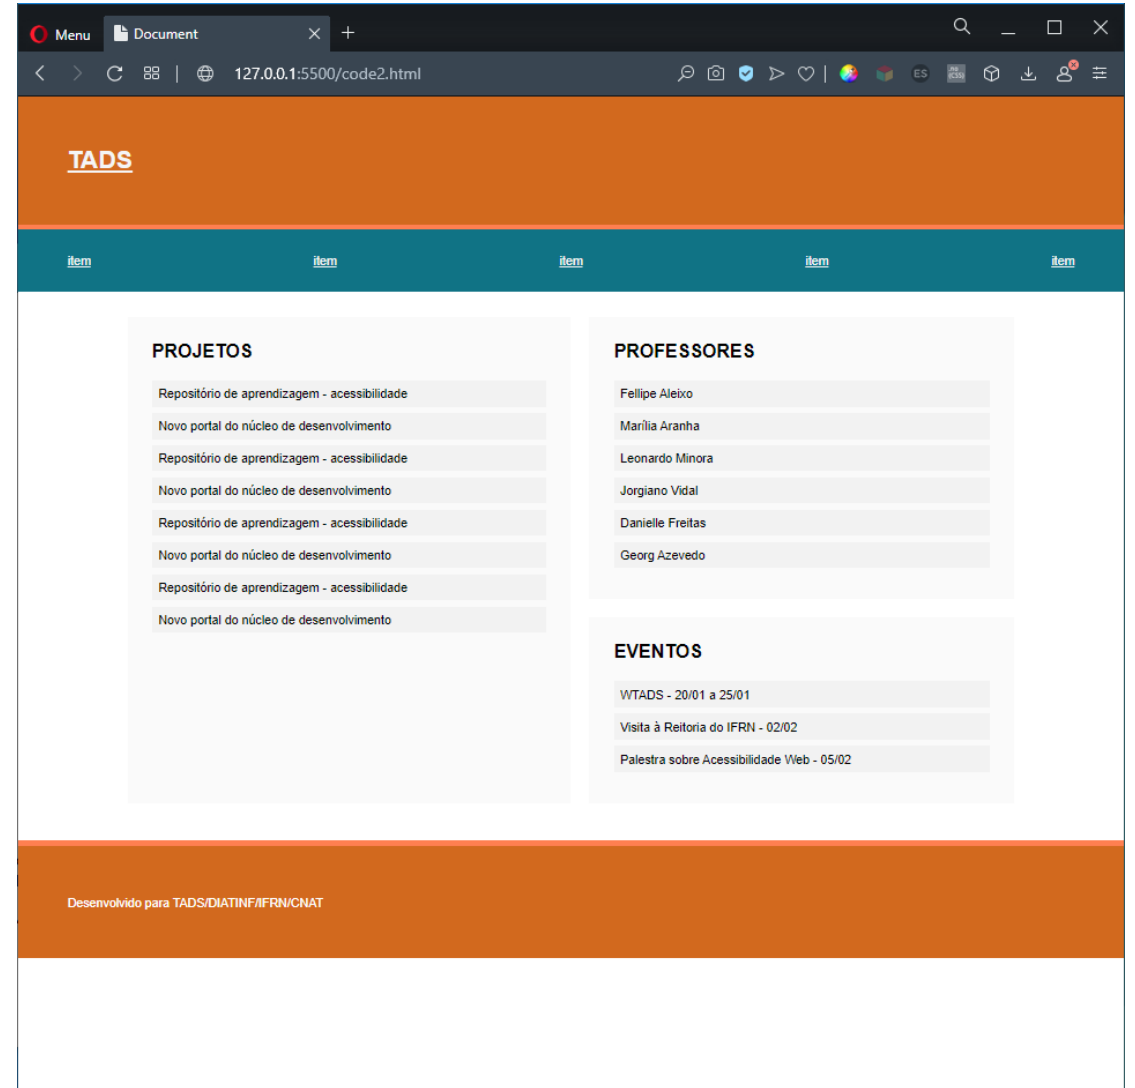 Menu
Document
127.0.0.1:5500/code2.html
ES
TADS
item item item item item
PROJETOS
Repositório de aprendizagem - acessibilidade
Novo portal do núcleo de desenvolvimento
Repositório de aprendizagem - acessibilidade
Novo portal do núcleo de desenvolvimento
Repositório de aprendizagem - acessibilidade
Novo portal do núcleo de desenvolvimento
Repositório de aprendizagem - acessibilidade
Novo portal do núcleo de desenvolvimento
PROFESSORES
Fellipe Aleixo
Marília Aranha
Leonardo Minora
Jorgiano Vidal
Danielle Freitas
Georg Azevedo
EVENTOS
WTADS - 20/01 a 25/01
Visita à Reitoria do IFRN - 02/02
Palestra sobre Acessibilidade Web - 05/02
Desenvolvido para TADS/DIATINF/IFRN/CNAT